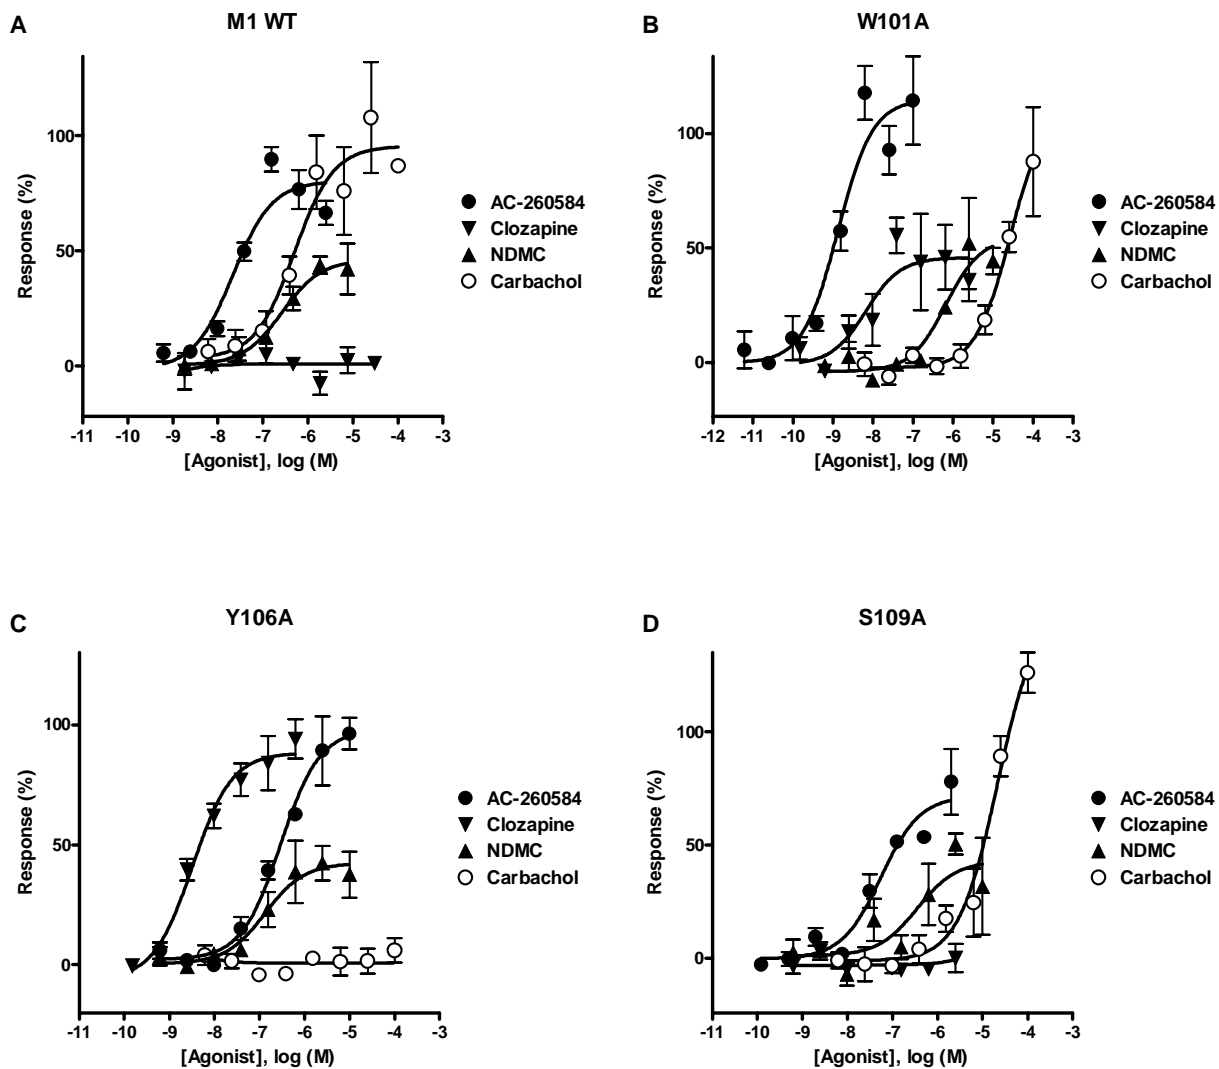 A
M1 WT
Response (%)
100
50
0
-11 -10 -9 -8 -7 -6 -5 -4 -3
[Agonist], log (M)
AC-260584
Clozapine
NDMC
Carbachol
B
W101A
Response (%)
100
50
0
-12 -11 -10 -9 -8 -7 -6 -5 -4 -3
[Agonist], log (M)
AC-260584
Clozapine
NDMC
Carbachol
C
Y106A
Response (%)
100
50
0
-11 -10 -9 -8 -7 -6 -5 -4 -3
[Agonist], log (M)
AC-260584
Clozapine
NDMC
Carbachol
D
S109A
Response (%)
100
50
0
-11 -10 -9 -8 -7 -6 -5 -4 -3
[Agonist], log (M)
AC-260584
Clozapine
NDMC
Carbachol